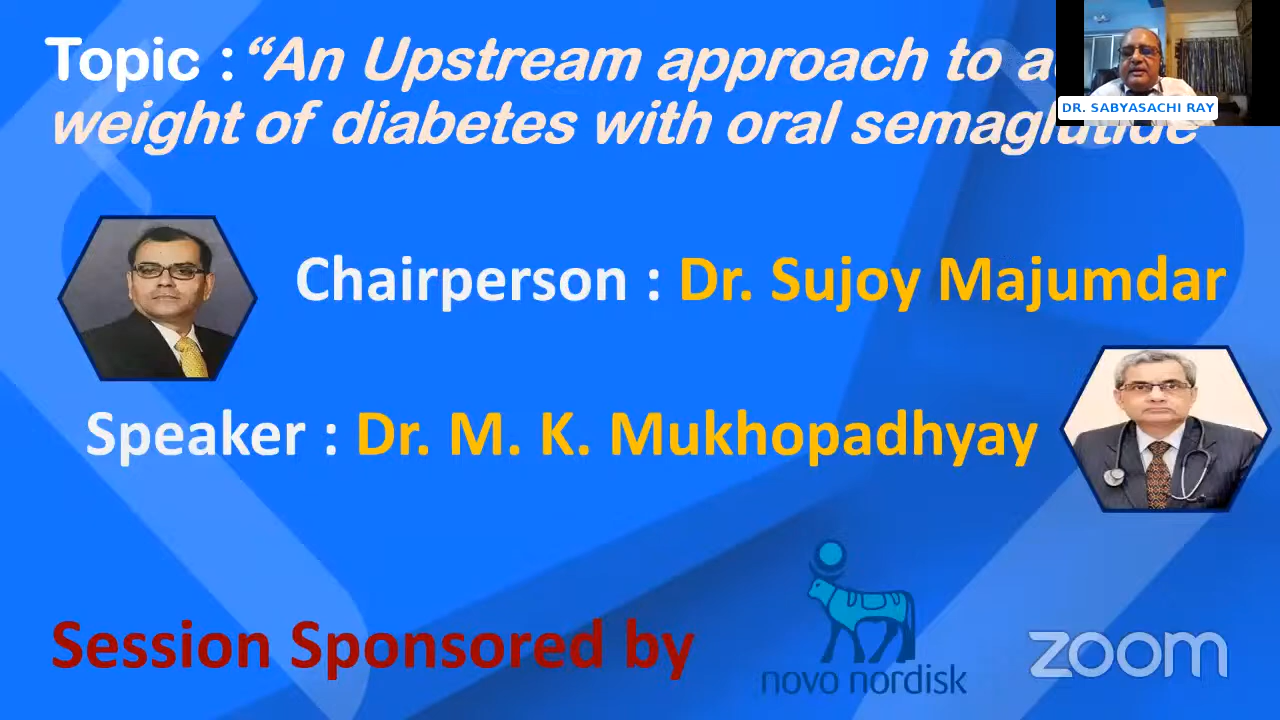 Topic : “An Upstream approach to
weight of diabetes with oral semaglutide
DR. SABYASACHI RAY
Chairperson : Dr. Sujoy Majumdar
Speaker : Dr. M. K. Mukhopadhyay
Session Sponsored by
novo nordisk
zoom